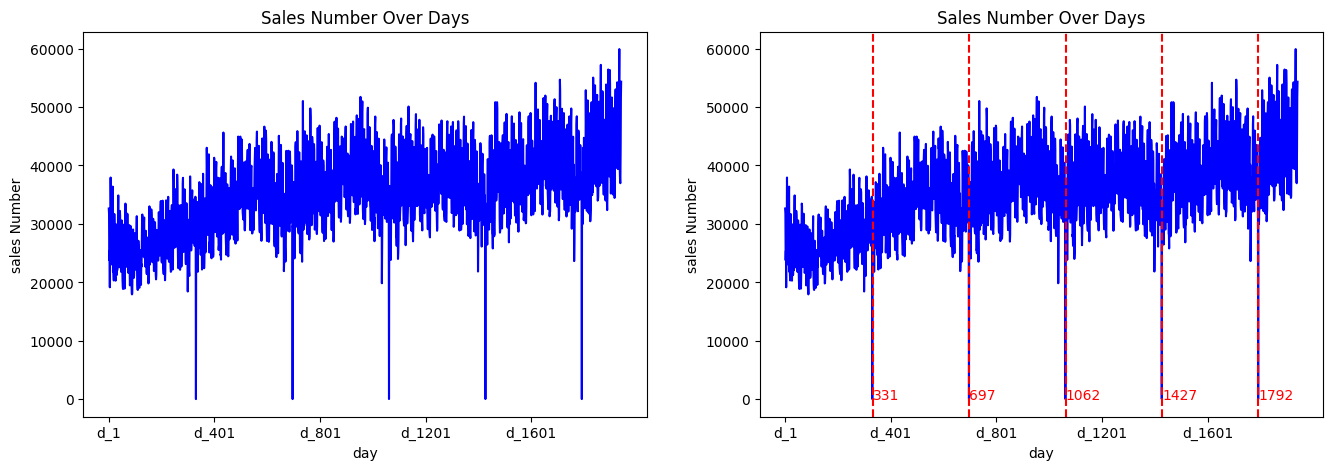 Sales Number Over Days
sales Number
60000
50000
40000
30000
20000
10000
0
d_1 d_401 d_801 d_1201 d_1601
day
Sales Number Over Days
sales Number
60000
50000
40000
30000
20000
10000
0
331 697 1062 1427 1792
d_1 d_401 d_801 d_1201 d_1601
day